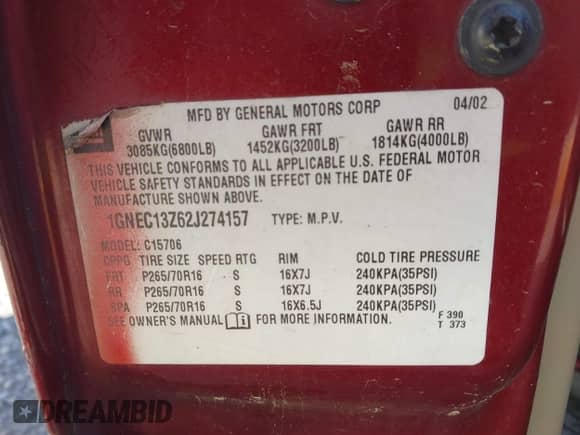 MFD BY GENERAL MOTORS CORP 04/02
GVWR GAWR FRT GAWR RR
3085KG(6800LB) 1452KG(3200LB) 1814KG(4000LB)
THIS VEHICLE CONFORMS TO ALL APPLICABLE U.S. FEDERAL MOTOR
VEHICLE SAFETY STANDARDS IN EFFECT ON THE DATE OF
MANUFACTURE SHOWN ABOVE.
1GNEC13Z62J274157 TYPE: M.P.V.
MODEL: C15706
CPPG TIRE SIZE SPEED RTG RIM COLD TIRE PRESSURE
FRT P265/70R16 S 16X7J 240KPA(35PSI)
RR P265/70R16 S 16X7J 240KPA(35PSI)
SPA P265/70R16 S 16X6.5J 240KPA(35PSI)
SEE OWNER'S MANUAL FOR MORE INFORMATION.
F 390
T 373
DREAMBID